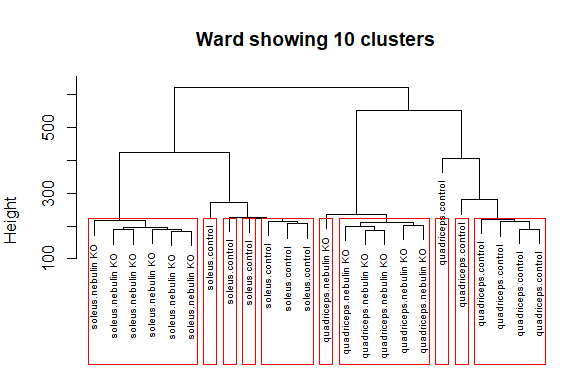 Ward showing 10 clusters
Height
500
300
100
soleus.nebulin KO
soleus.nebulin KO
soleus.nebulin KO
soleus.nebulin KO
soleus.nebulin KO
soleus.nebulin KO
soleus.control
soleus.control
soleus.control
soleus.control
soleus.control
soleus.control
quadriceps.nebulin KO
quadriceps.nebulin KO
quadriceps.nebulin KO
quadriceps.nebulin KO
quadriceps.nebulin KO
quadriceps.nebulin KO
quadriceps.control
quadriceps.control
quadriceps.control
quadriceps.control
quadriceps.control
quadriceps.control